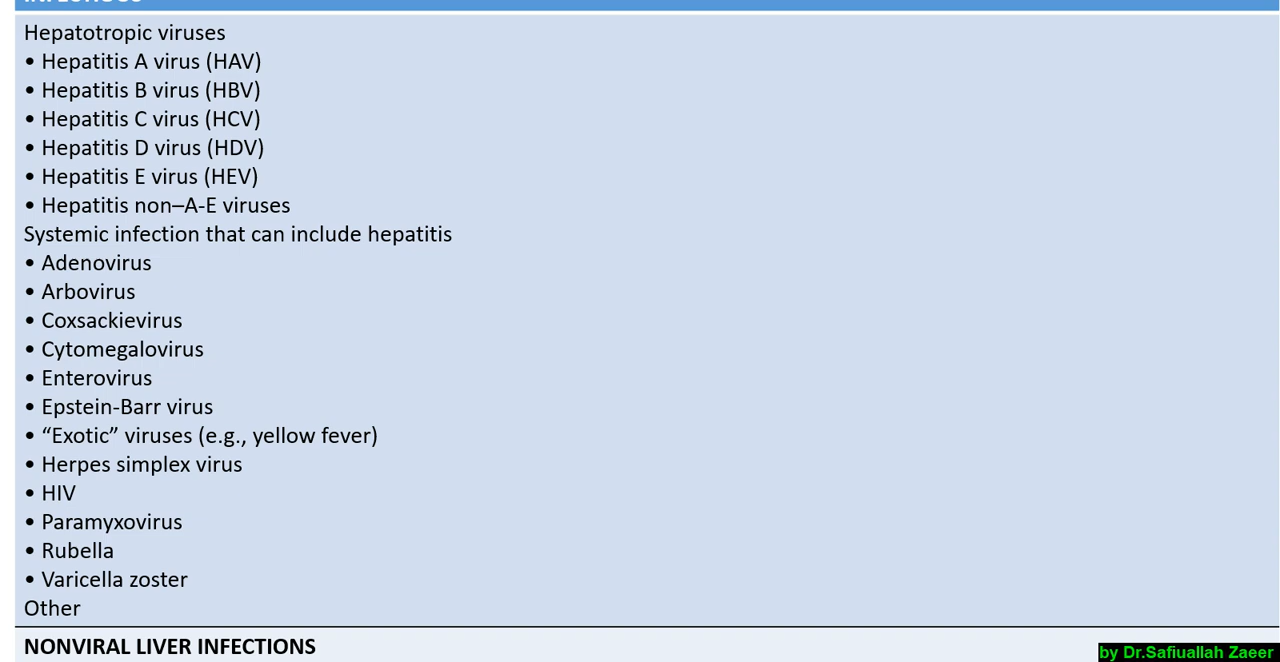 Hepatotropic viruses
• Hepatitis A virus (HAV)
• Hepatitis B virus (HBV)
• Hepatitis C virus (HCV)
• Hepatitis D virus (HDV)
• Hepatitis E virus (HEV)
• Hepatitis non–A-E viruses
Systemic infection that can include hepatitis
• Adenovirus
• Arbovirus
• Coxsackievirus
• Cytomegalovirus
• Enterovirus
• Epstein-Barr virus
• “Exotic” viruses (e.g., yellow fever)
• Herpes simplex virus
• HIV
• Paramyxovirus
• Rubella
• Varicella zoster
Other
NONVIRAL LIVER INFECTIONS
by Dr.Safiuallah Zaeer